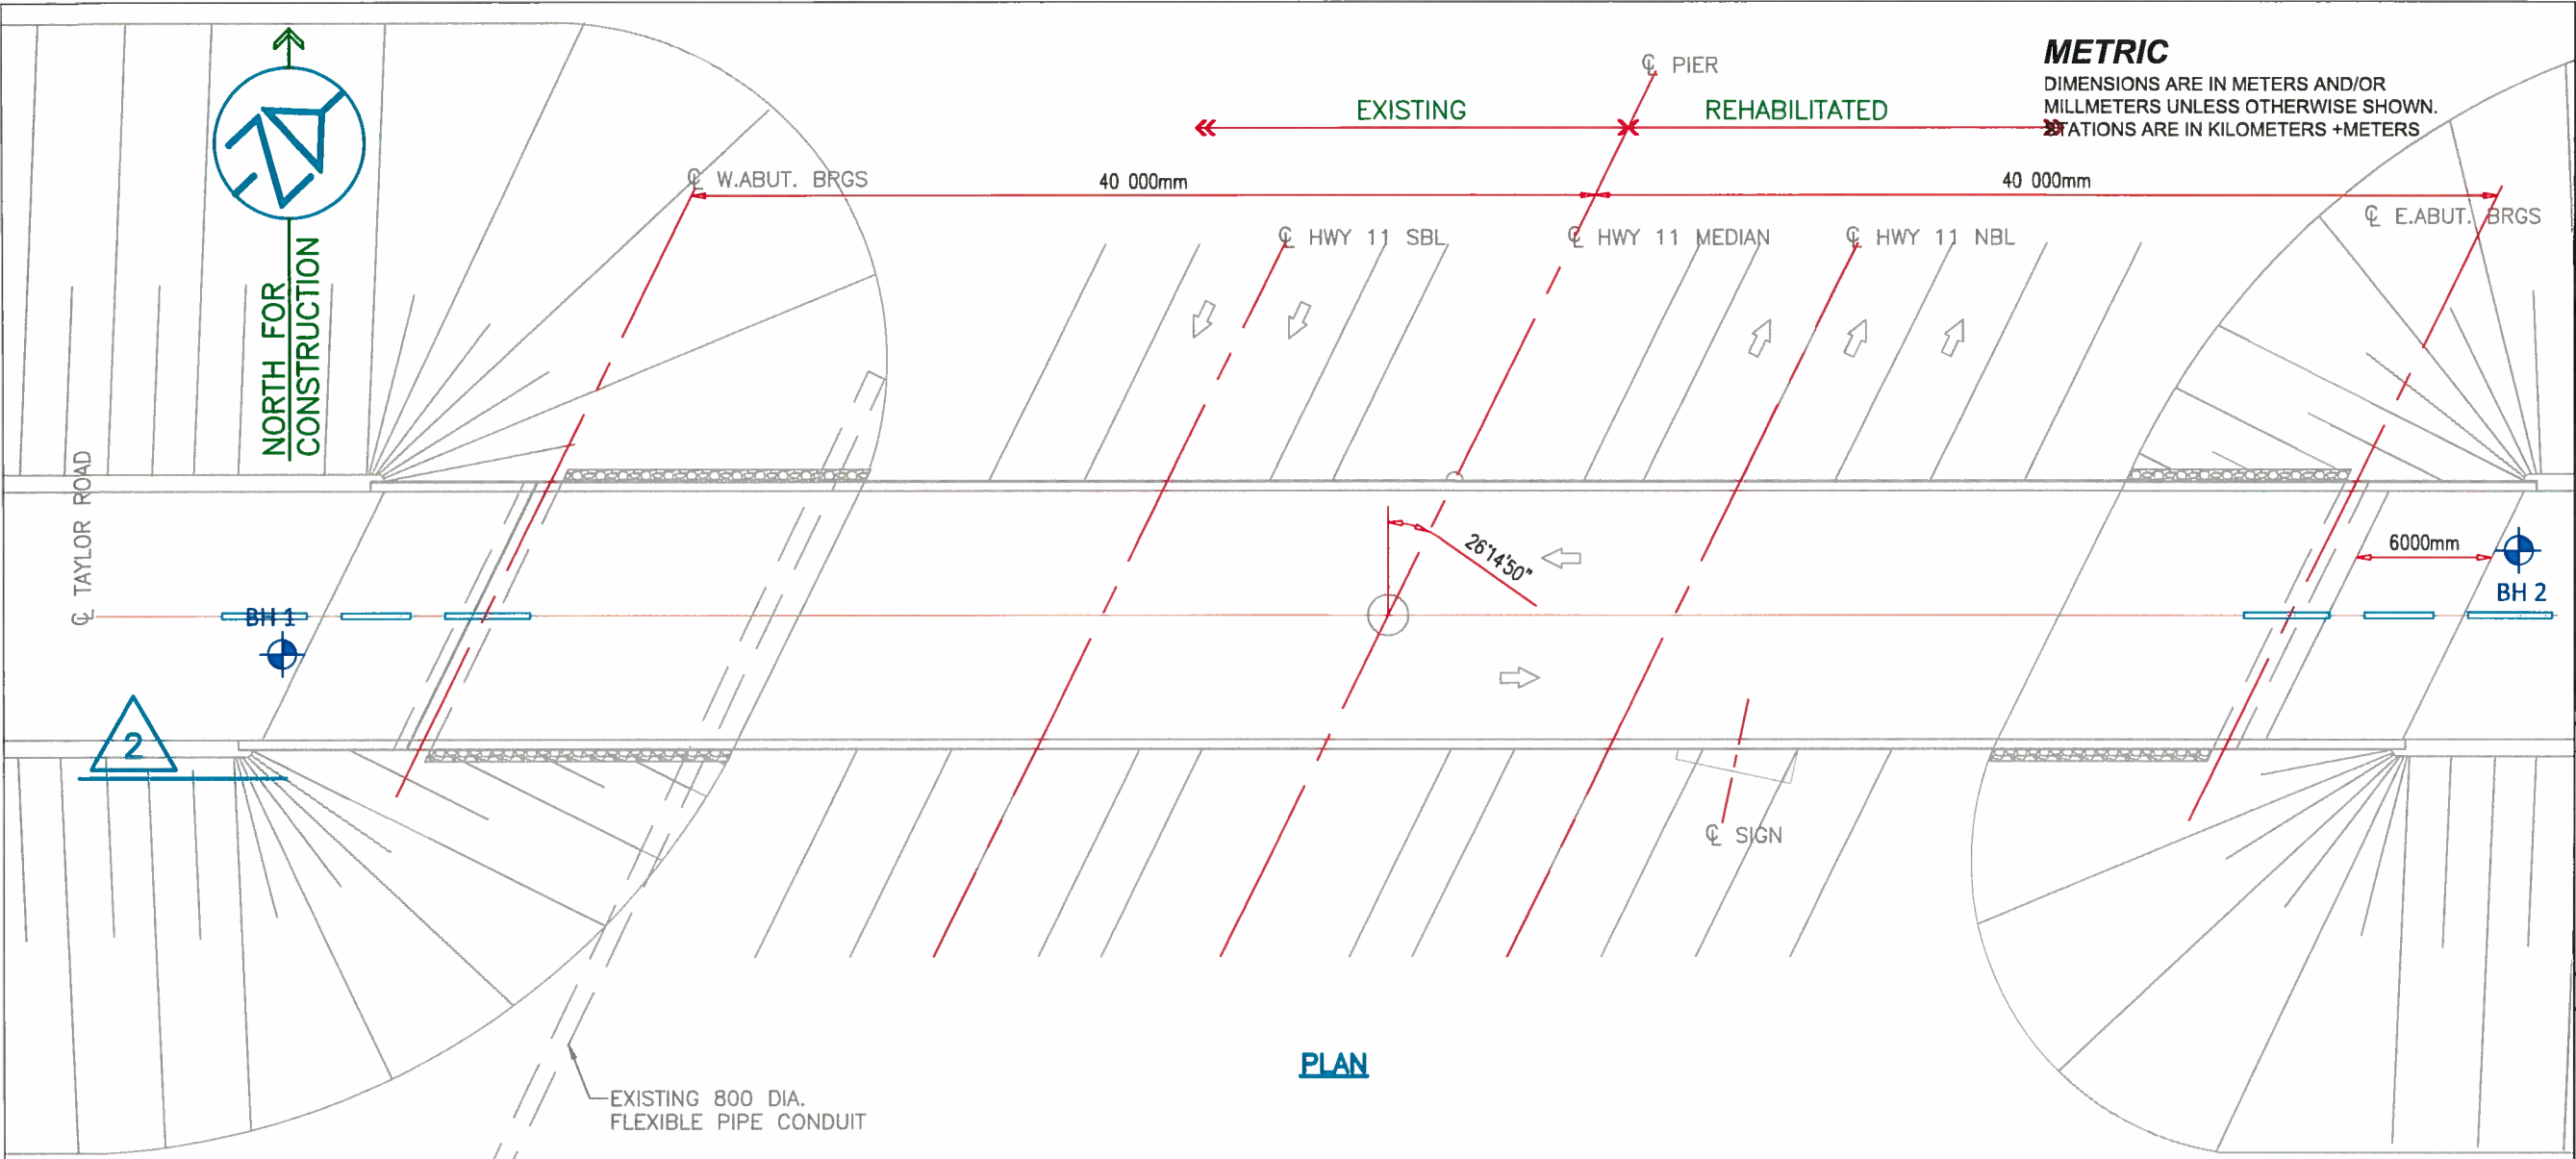 ℄ PIER
METRIC
DIMENSIONS ARE IN METERS AND/OR
MILLMETERS UNLESS OTHERWISE SHOWN.
STATIONS ARE IN KILOMETERS +METERS
EXISTING
REHABILITATED
℄ W.ABUT. BRGS
40 000mm
40 000mm
℄ E.ABUT. BRGS
℄ HWY 11 SBL
℄ HWY 11 MEDIAN
℄ HWY 11 NBL
NORTH FOR
CONSTRUCTION
℄ TAYLOR ROAD
26°14'50"
6000mm
BH 1
BH 2
2
℄ SIGN
PLAN
EXISTING 800 DIA.
FLEXIBLE PIPE CONDUIT